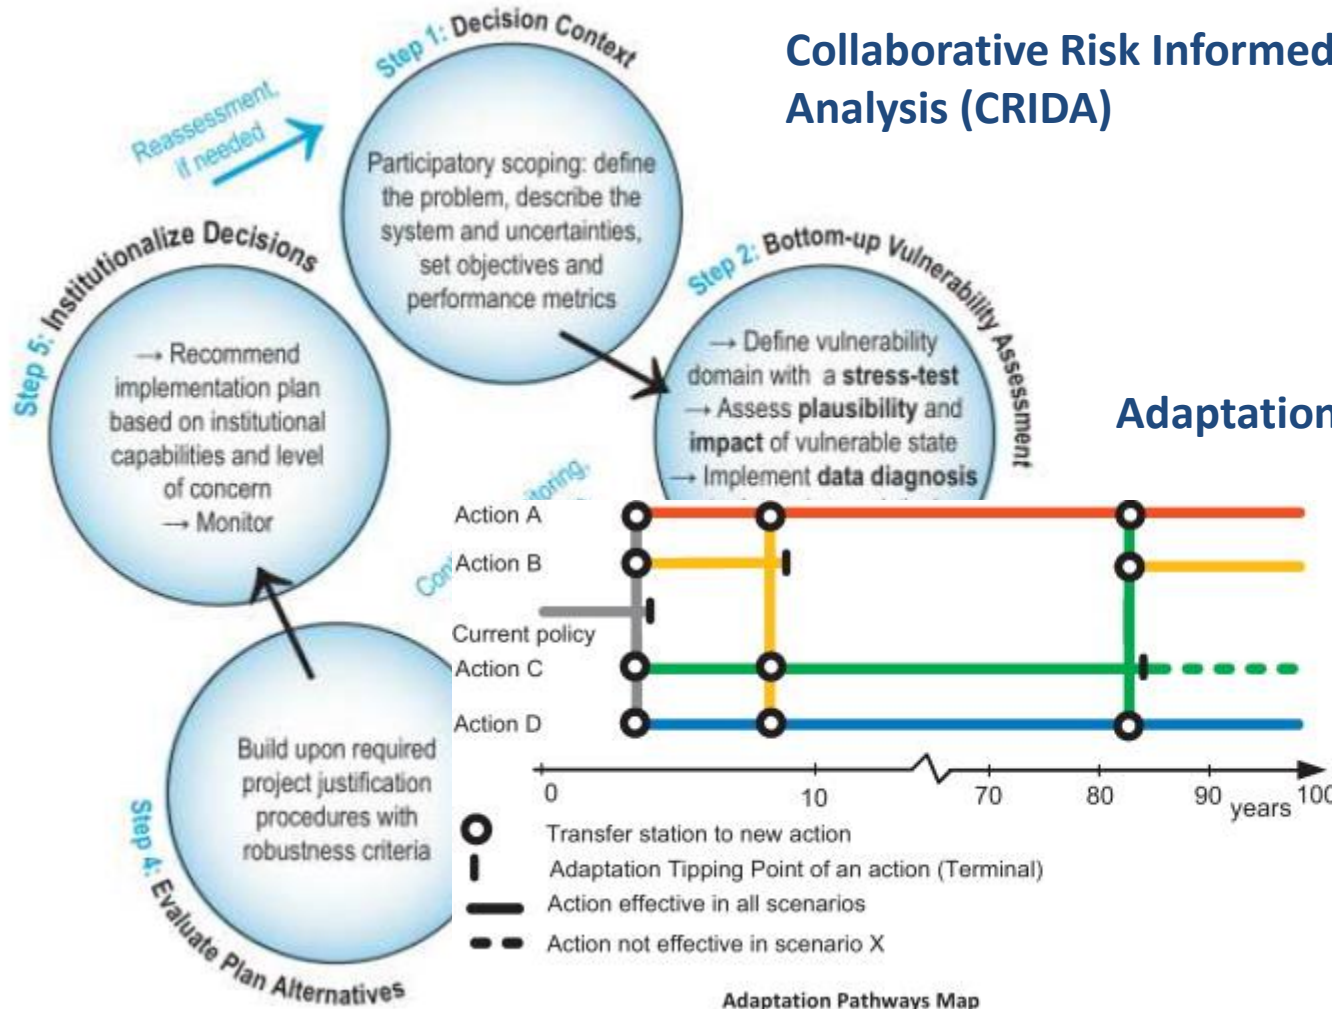 Collaborative Risk Informed
Analysis (CRIDA)
Step 1: Decision Context
Reassessment,
if needed
Participatory scoping: define
the problem, describe the
system and uncertainties,
set objectives and
performance metrics
Step 2: Bottom-up Vulnerability Assessment
→ Define vulnerability
domain with a stress-test
→ Assess plausibility and
impact of vulnerable state
→ Implement data diagnosis
Adaptation
Step 5: Institutionalize Decisions
→ Recommend
implementation plan
based on institutional
capabilities and level
of concern
→ Monitor
Step 4: Evaluate Plan Alternatives
Build upon required
project justification
procedures with
robustness criteria
Action A
Action B
Current policy
Action C
Action D
0 10 70 80 90 100
years
Transfer station to new action
Adaptation Tipping Point of an action (Terminal)
Action effective in all scenarios
Action not effective in scenario X
Adaptation Pathways Map